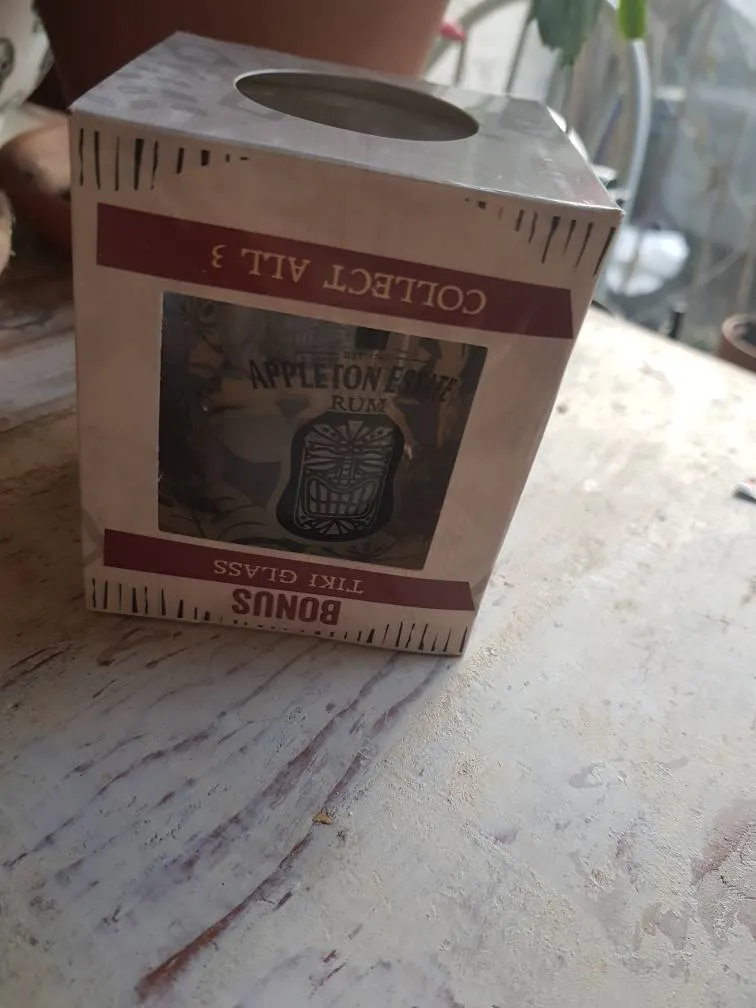 COLLECT ALL 3
APPLETON ESTATE
RUM
TIKI GLASS
BONUS